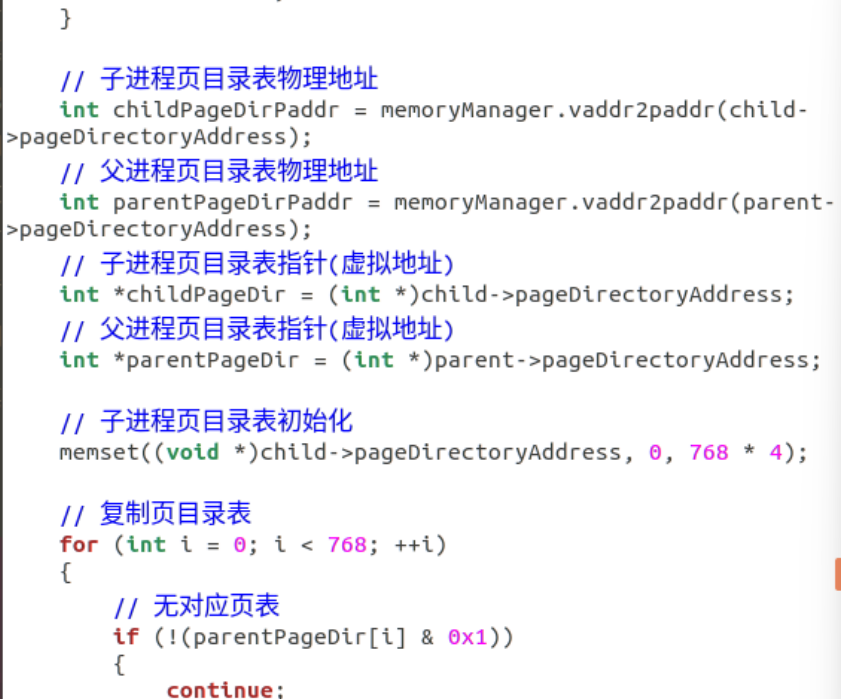 }
// 子进程页目录表物理地址
int childPageDirPaddr = memoryManager.vaddr2paddr(child-
>pageDirectoryAddress);
// 父进程页目录表物理地址
int parentPageDirPaddr = memoryManager.vaddr2paddr(parent-
>pageDirectoryAddress);
// 子进程页目录表指针(虚拟地址)
int *childPageDir = (int *)child->pageDirectoryAddress;
// 父进程页目录表指针(虚拟地址)
int *parentPageDir = (int *)parent->pageDirectoryAddress;
// 子进程页目录表初始化
memset((void *)child->pageDirectoryAddress, 0, 768 * 4);
// 复制页目录表
for (int i = 0; i < 768; ++i)
{
// 无对应页表
if (!(parentPageDir[i] & 0x1))
{
continue;